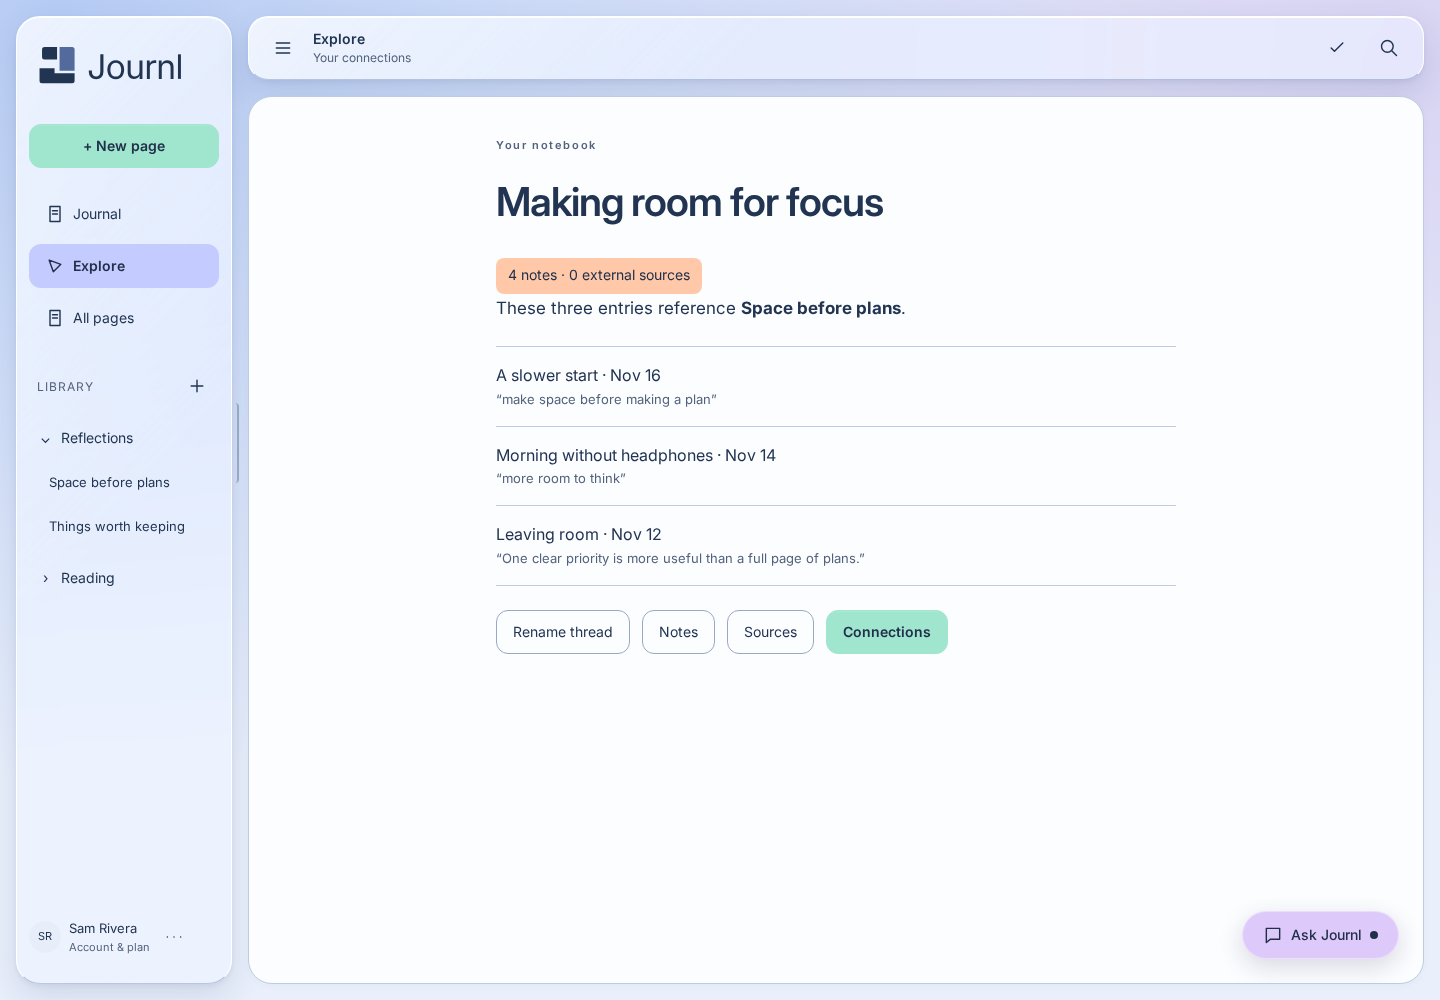 Journl
+ New page
Journal
Explore
All pages
LIBRARY
Reflections
Space before plans
Things worth keeping
Reading
SR
Sam Rivera
Account & plan
Explore
Your connections
Your notebook
Making room for focus
4 notes · 0 external sources
These three entries reference Space before plans.
A slower start · Nov 16
“make space before making a plan”
Morning without headphones · Nov 14
“more room to think”
Leaving room · Nov 12
“One clear priority is more useful than a full page of plans.”
Rename thread
Notes
Sources
Connections
Ask Journl